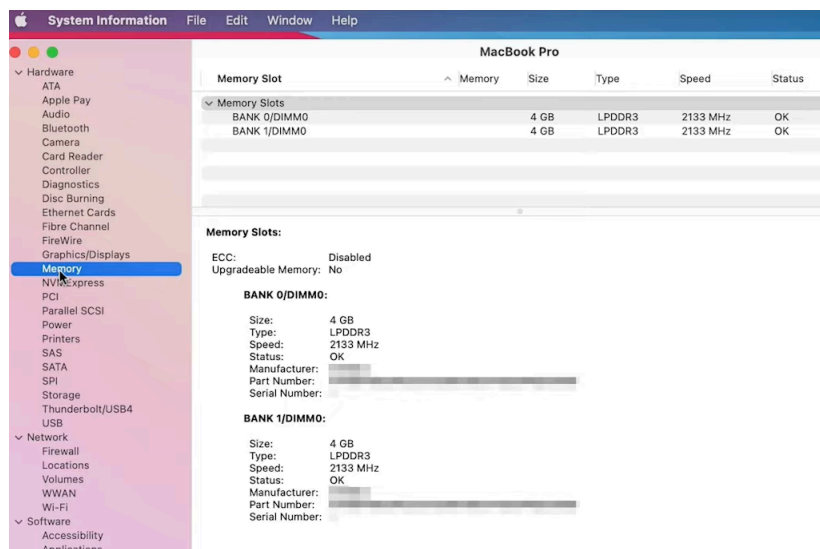 System Information File Edit Window Help
MacBook Pro
Hardware
ATA
Apple Pay
Audio
Bluetooth
Camera
Card Reader
Controller
Diagnostics
Disc Burning
Ethernet Cards
Fibre Channel
FireWire
Graphics/Displays
Memory
NVMExpress
PCI
Parallel SCSI
Power
Printers
SAS
SATA
SPI
Storage
Thunderbolt/USB4
USB
Network
Firewall
Locations
Volumes
WWAN
Wi-Fi
Software
Accessibility
Applications
Memory Slot Memory Size Type Speed Status
Memory Slots
BANK 0/DIMM0 4 GB LPDDR3 2133 MHz OK
BANK 1/DIMM0 4 GB LPDDR3 2133 MHz OK
Memory Slots:
ECC: Disabled
Upgradeable Memory: No
BANK 0/DIMM0:
Size: 4 GB
Type: LPDDR3
Speed: 2133 MHz
Status: OK
Manufacturer:
Part Number:
Serial Number:
BANK 1/DIMM0:
Size: 4 GB
Type: LPDDR3
Speed: 2133 MHz
Status: OK
Manufacturer:
Part Number:
Serial Number: